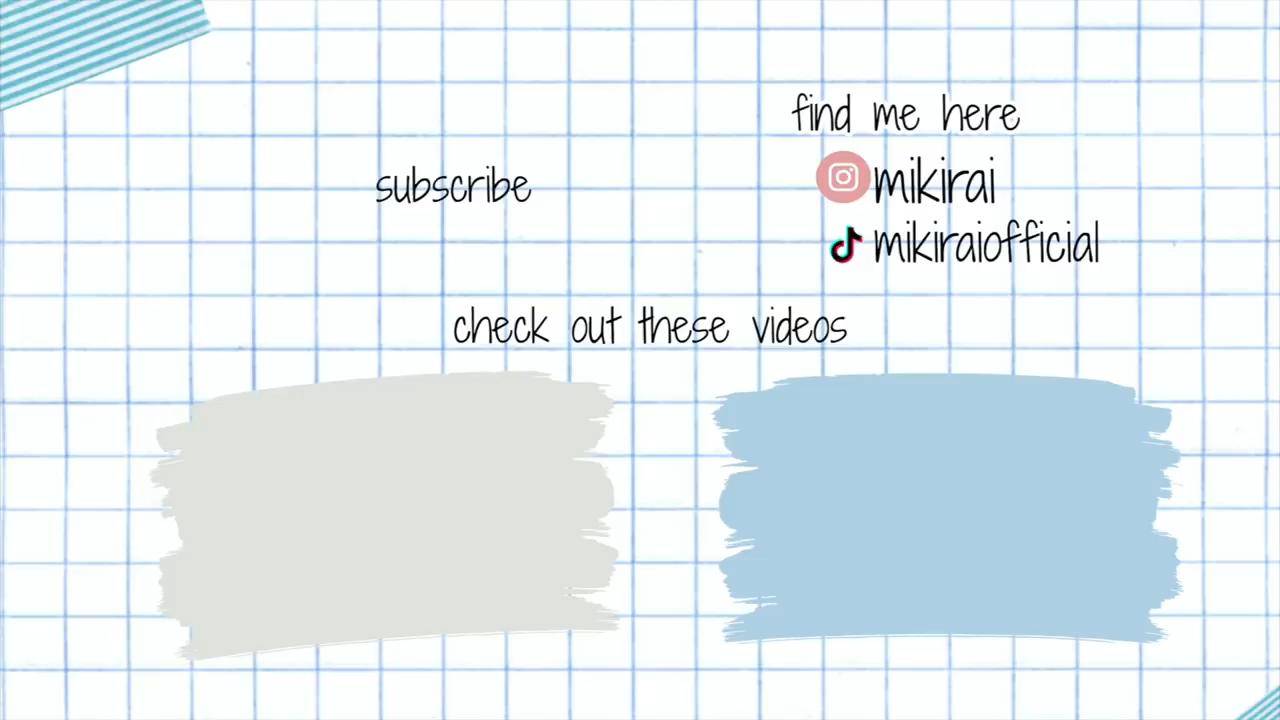 find me here
subscribe
mikirai
mikiraiofficial
check out these videos